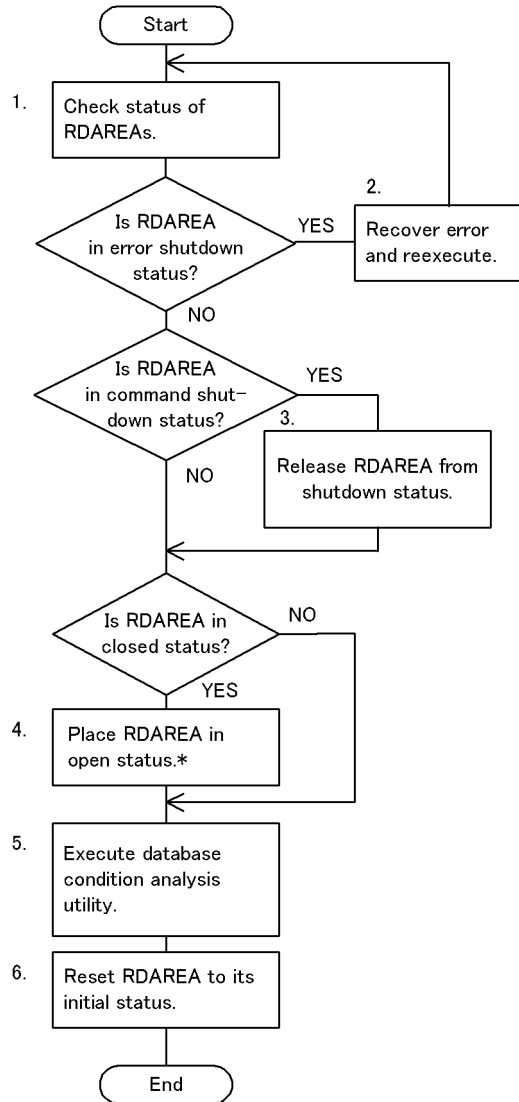 Start
1.
Check status of
RDAREAs.
Is RDAREA
in error shutdown
status?
YES
2.
Recover error
and reexecute.
NO
Is RDAREA
in command shut-
down status?
YES
3.
Release RDAREA from
shutdown status.
NO
Is RDAREA in
closed status?
NO
YES
4.
Place RDAREA in
open status.*
5.
Execute database
condition analysis
utility.
6.
Reset RDAREA to its
initial status.
End